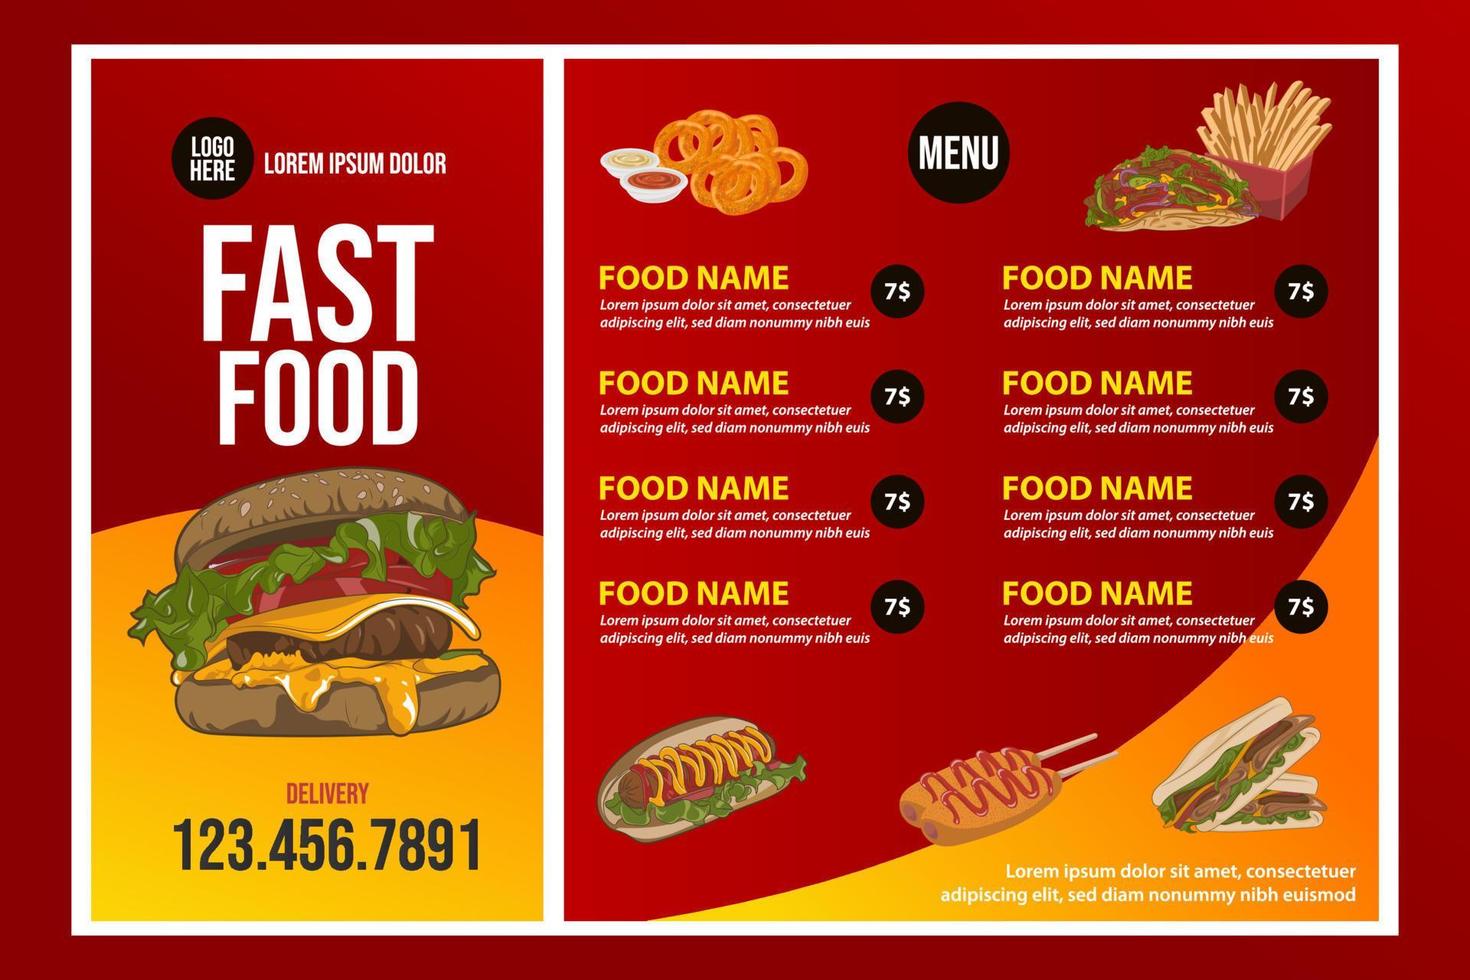 LOGO
HERE
LOREM IPSUM DOLOR
FAST
FOOD
DELIVERY
123.456.7891
MENU
FOOD NAME
Lorem ipsum dolor sit amet, consectetuer
adipiscing elit, sed diam nonummy nibh euis
7$
FOOD NAME
Lorem ipsum dolor sit amet, consectetuer
adipiscing elit, sed diam nonummy nibh euis
7$
FOOD NAME
Lorem ipsum dolor sit amet, consectetuer
adipiscing elit, sed diam nonummy nibh euis
7$
FOOD NAME
Lorem ipsum dolor sit amet, consectetuer
adipiscing elit, sed diam nonummy nibh euis
7$
FOOD NAME
Lorem ipsum dolor sit amet, consectetuer
adipiscing elit, sed diam nonummy nibh euis
7$
FOOD NAME
Lorem ipsum dolor sit amet, consectetuer
adipiscing elit, sed diam nonummy nibh euis
7$
FOOD NAME
Lorem ipsum dolor sit amet, consectetuer
adipiscing elit, sed diam nonummy nibh euis
7$
FOOD NAME
Lorem ipsum dolor sit amet, consectetuer
adipiscing elit, sed diam nonummy nibh euis
7$
Lorem ipsum dolor sit amet, consectetuer
adipiscing elit, sed diam nonummy nibh euismod